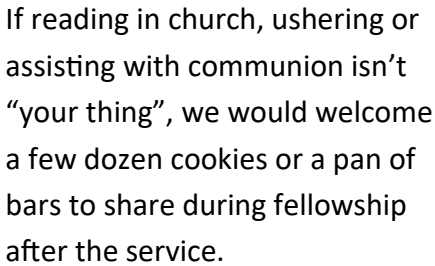 If reading in church, ushering or
assisting with communion isn’t
“your thing”, we would welcome
a few dozen cookies or a pan of
bars to share during fellowship
after the service.